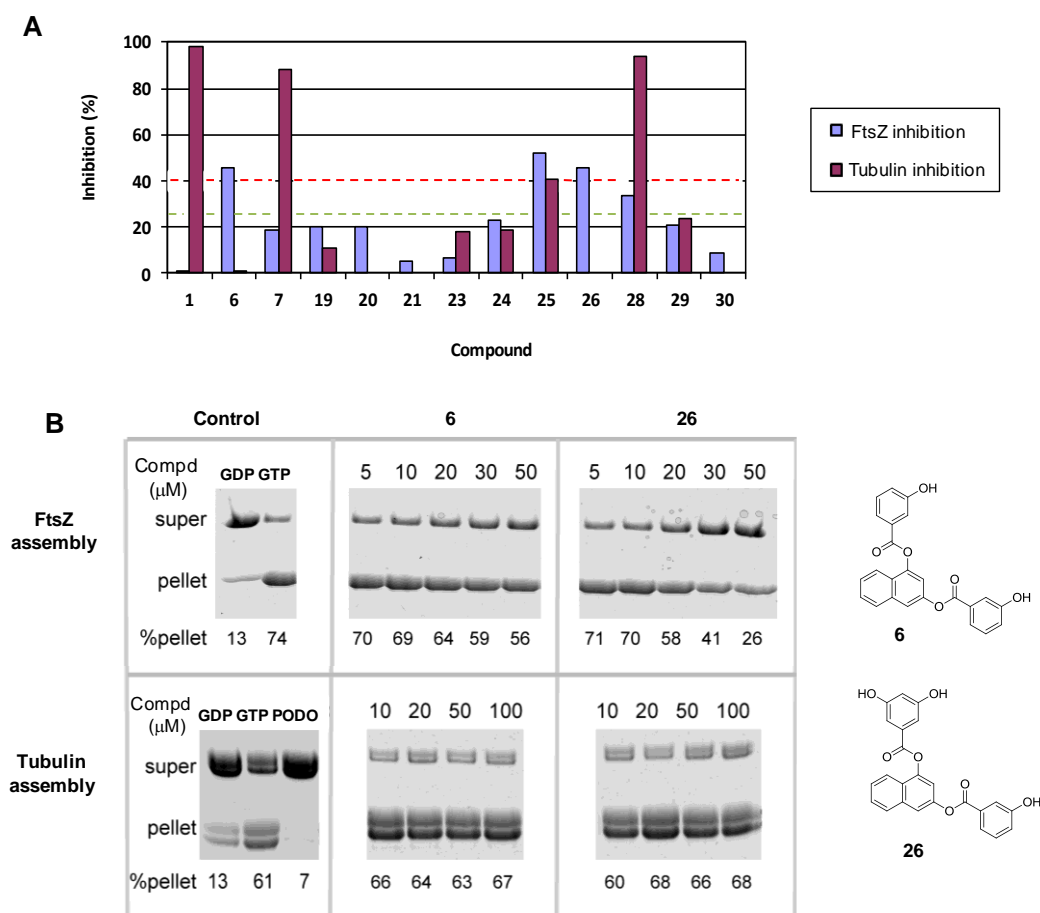 A
Inhibition (%)
100
80
60
40
20
0
1 6 7 19 20 21 23 24 25 26 28 29 30
Compound
FtsZ inhibition
Tubulin inhibition
B
Control 6 26
FtsZ
assembly
Compd
(μM)
GDP GTP
5 10 20 30 50
5 10 20 30 50
super
pellet
%pellet 13 74 70 69 64 59 56 71 70 58 41 26
Tubulin
assembly
Compd
(μM)
GDP GTP PODO
10 20 50 100
10 20 50 100
super
pellet
%pellet 13 61 7 66 64 63 67 60 68 66 68
OH
O
O
O
O
OH
6
HO
OH
O
O
O
O
OH
26